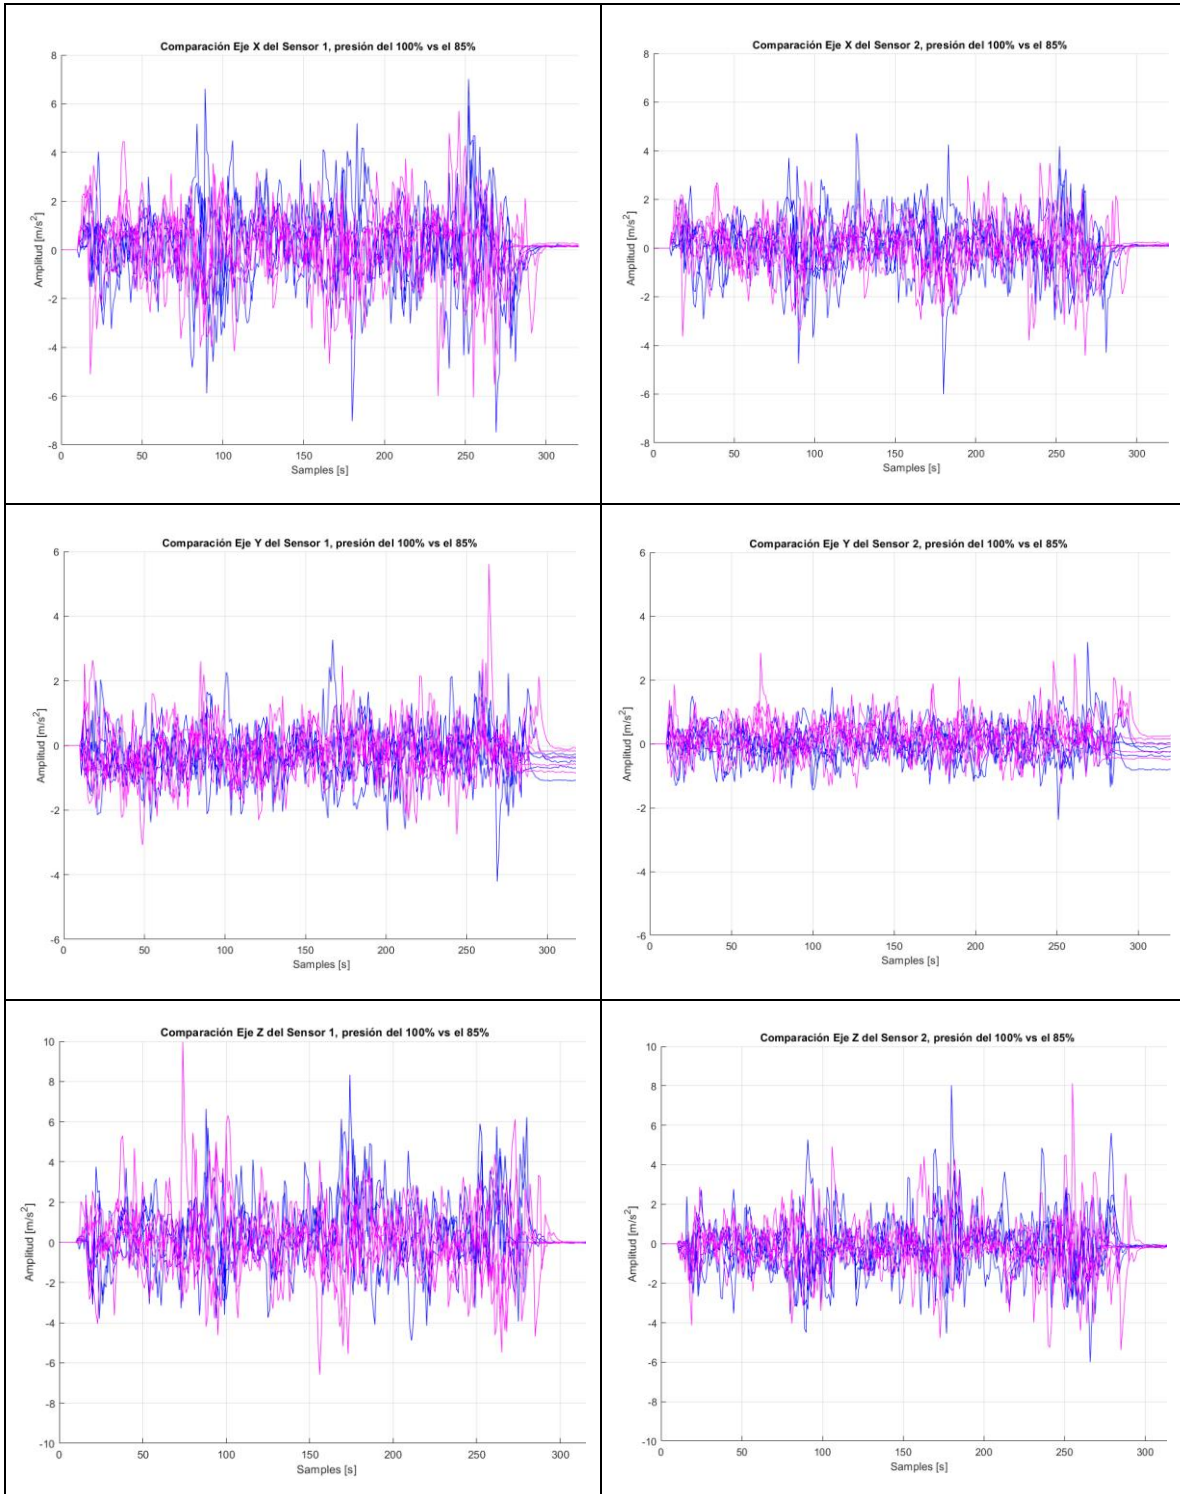 Comparación Eje X del Sensor 1, presión del 100% vs el 85%
8
6
4
2
0
-2
-4
-6
-8
Amplitud [m/s²]
0 50 100 150 200 250 300
Samples [s]
Comparación Eje X del Sensor 2, presión del 100% vs el 85%
8
6
4
2
0
-2
-4
-6
-8
Amplitud [m/s²]
0 50 100 150 200 250 300
Samples [s]
Comparación Eje Y del Sensor 1, presión del 100% vs el 85%
6
4
2
0
-2
-4
-6
Amplitud [m/s²]
0 50 100 150 200 250 300
Samples [s]
Comparación Eje Y del Sensor 2, presión del 100% vs el 85%
6
4
2
0
-2
-4
-6
Amplitud [m/s²]
0 50 100 150 200 250 300
Samples [s]
Comparación Eje Z del Sensor 1, presión del 100% vs el 85%
10
8
6
4
2
0
-2
-4
-6
-8
-10
Amplitud [m/s²]
0 50 100 150 200 250 300
Samples [s]
Comparación Eje Z del Sensor 2, presión del 100% vs el 85%
10
8
6
4
2
0
-2
-4
-6
-8
-10
Amplitud [m/s²]
0 50 100 150 200 250 300
Samples [s]